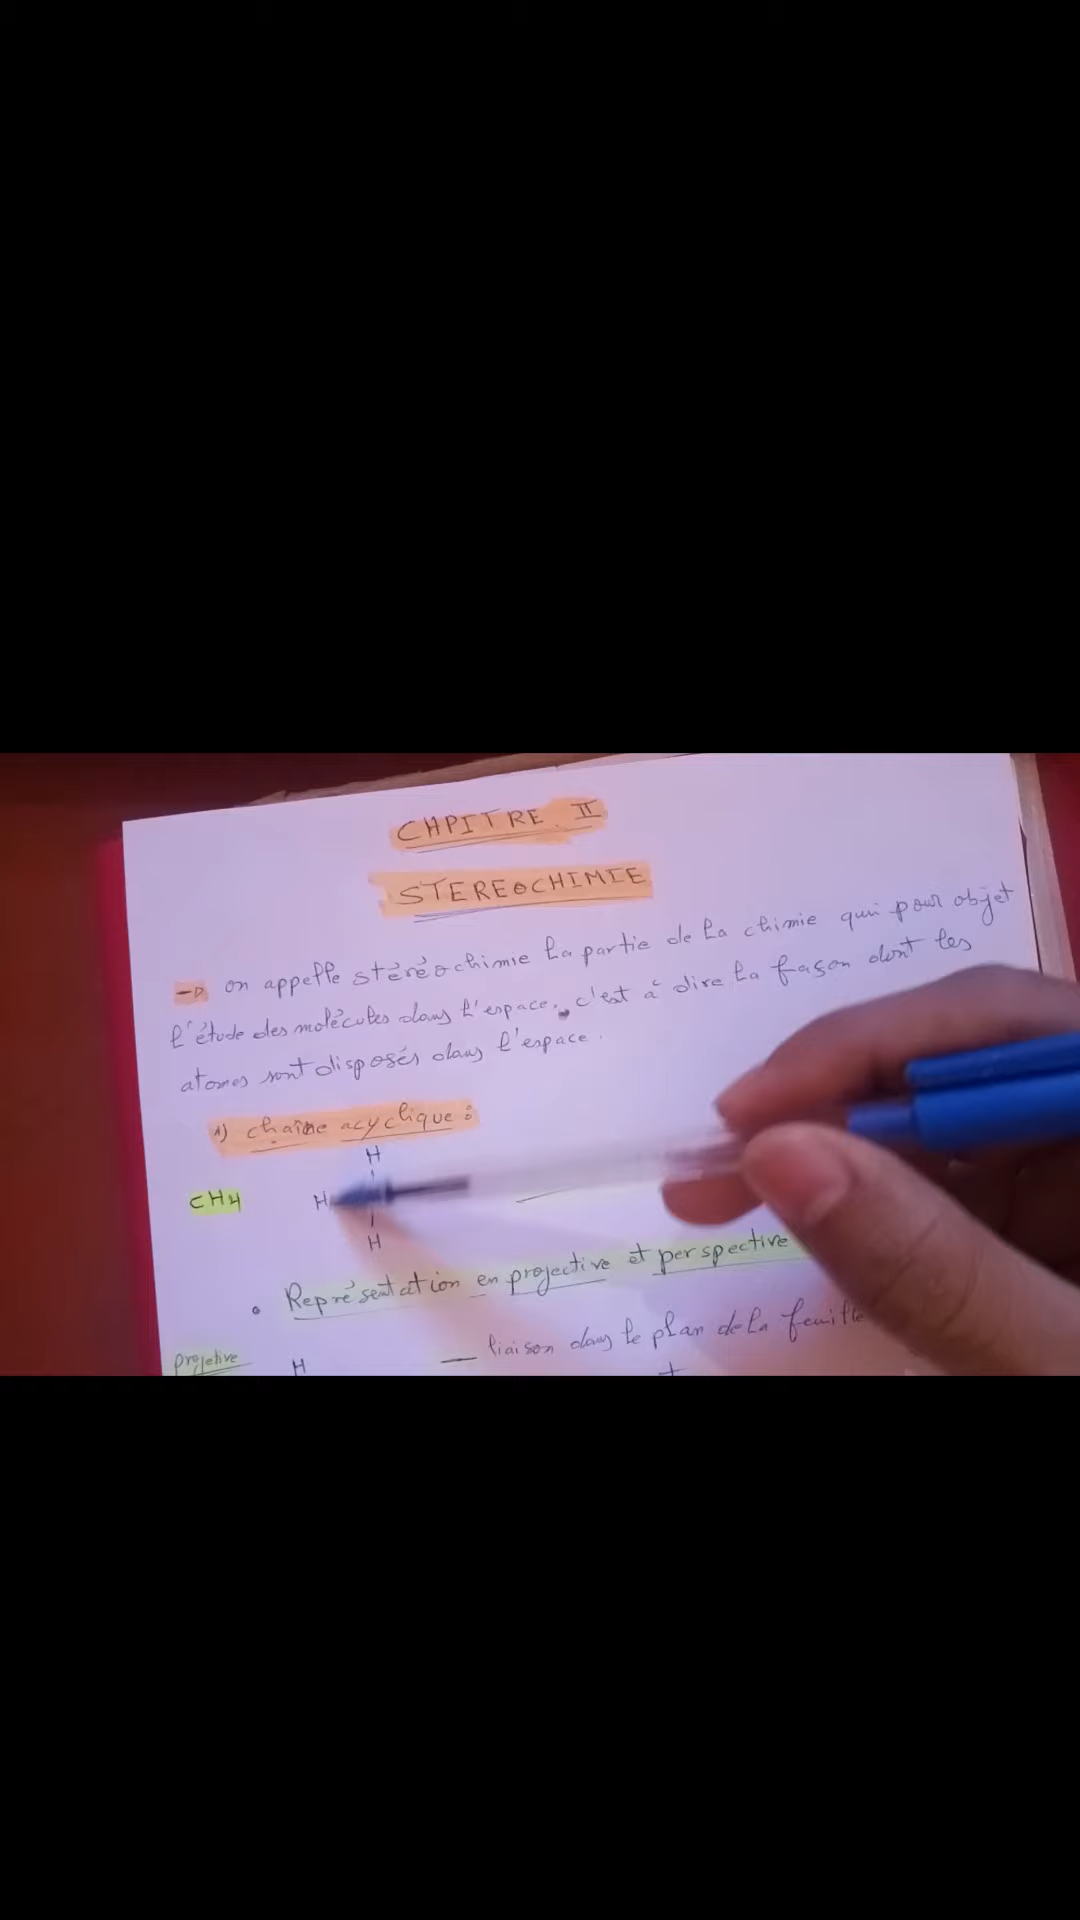 CHPITRE II
STEREOCHIMIE
→ on appelle stéréochimie la partie de la chimie qui pour objet
l'étude des molécules dans l'espace. c'est à dire la façon dont les
atomes sont disposés dans l'espace.
1) chaîne acyclique :
H
CH4 H
H
• Représentation en projective et perspective
projetive H — liaison dans le plan de la feuille